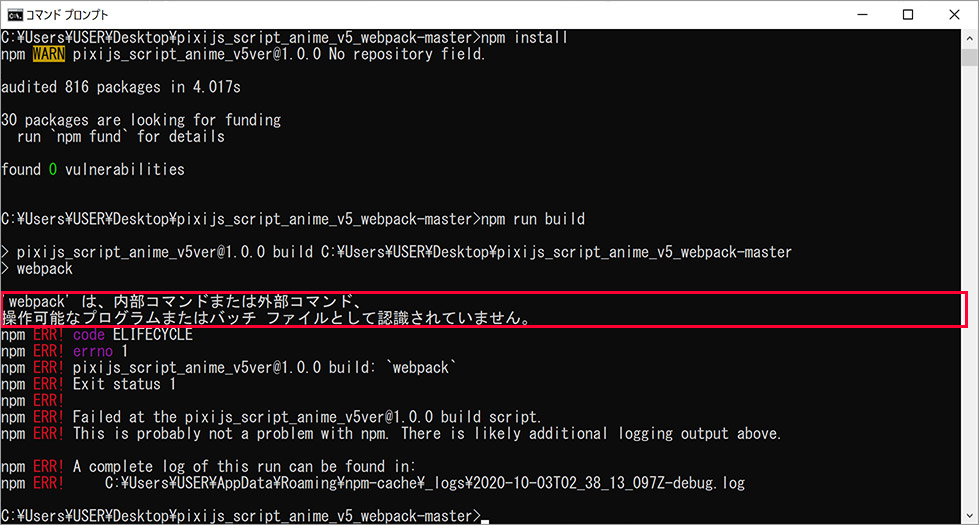 コマンド プロンプト
C:¥Users¥USER¥Desktop¥pixijs_script_anime_v5_webpack-master>npm install
npm WARN pixijs_script_anime_v5ver@1.0.0 No repository field.
audited 816 packages in 4.017s
30 packages are looking for funding
  run `npm fund` for details
found 0 vulnerabilities
C:¥Users¥USER¥Desktop¥pixijs_script_anime_v5_webpack-master>npm run build
> pixijs_script_anime_v5ver@1.0.0 build C:¥Users¥USER¥Desktop¥pixijs_script_anime_v5_webpack-master
> webpack
'webpack' は、内部コマンドまたは外部コマンド、
操作可能なプログラムまたはバッチ ファイルとして認識されていません。
npm ERR! code ELIFECYCLE
npm ERR! errno 1
npm ERR! pixijs_script_anime_v5ver@1.0.0 build: `webpack`
npm ERR! Exit status 1
npm ERR!
npm ERR! Failed at the pixijs_script_anime_v5ver@1.0.0 build script.
npm ERR! This is probably not a problem with npm. There is likely additional logging output above.
npm ERR! A complete log of this run can be found in:
npm ERR!     C:¥Users¥USER¥AppData¥Roaming¥npm-cache¥_logs¥2020-10-03T02_38_13_097Z-debug.log
C:¥Users¥USER¥Desktop¥pixijs_script_anime_v5_webpack-master>